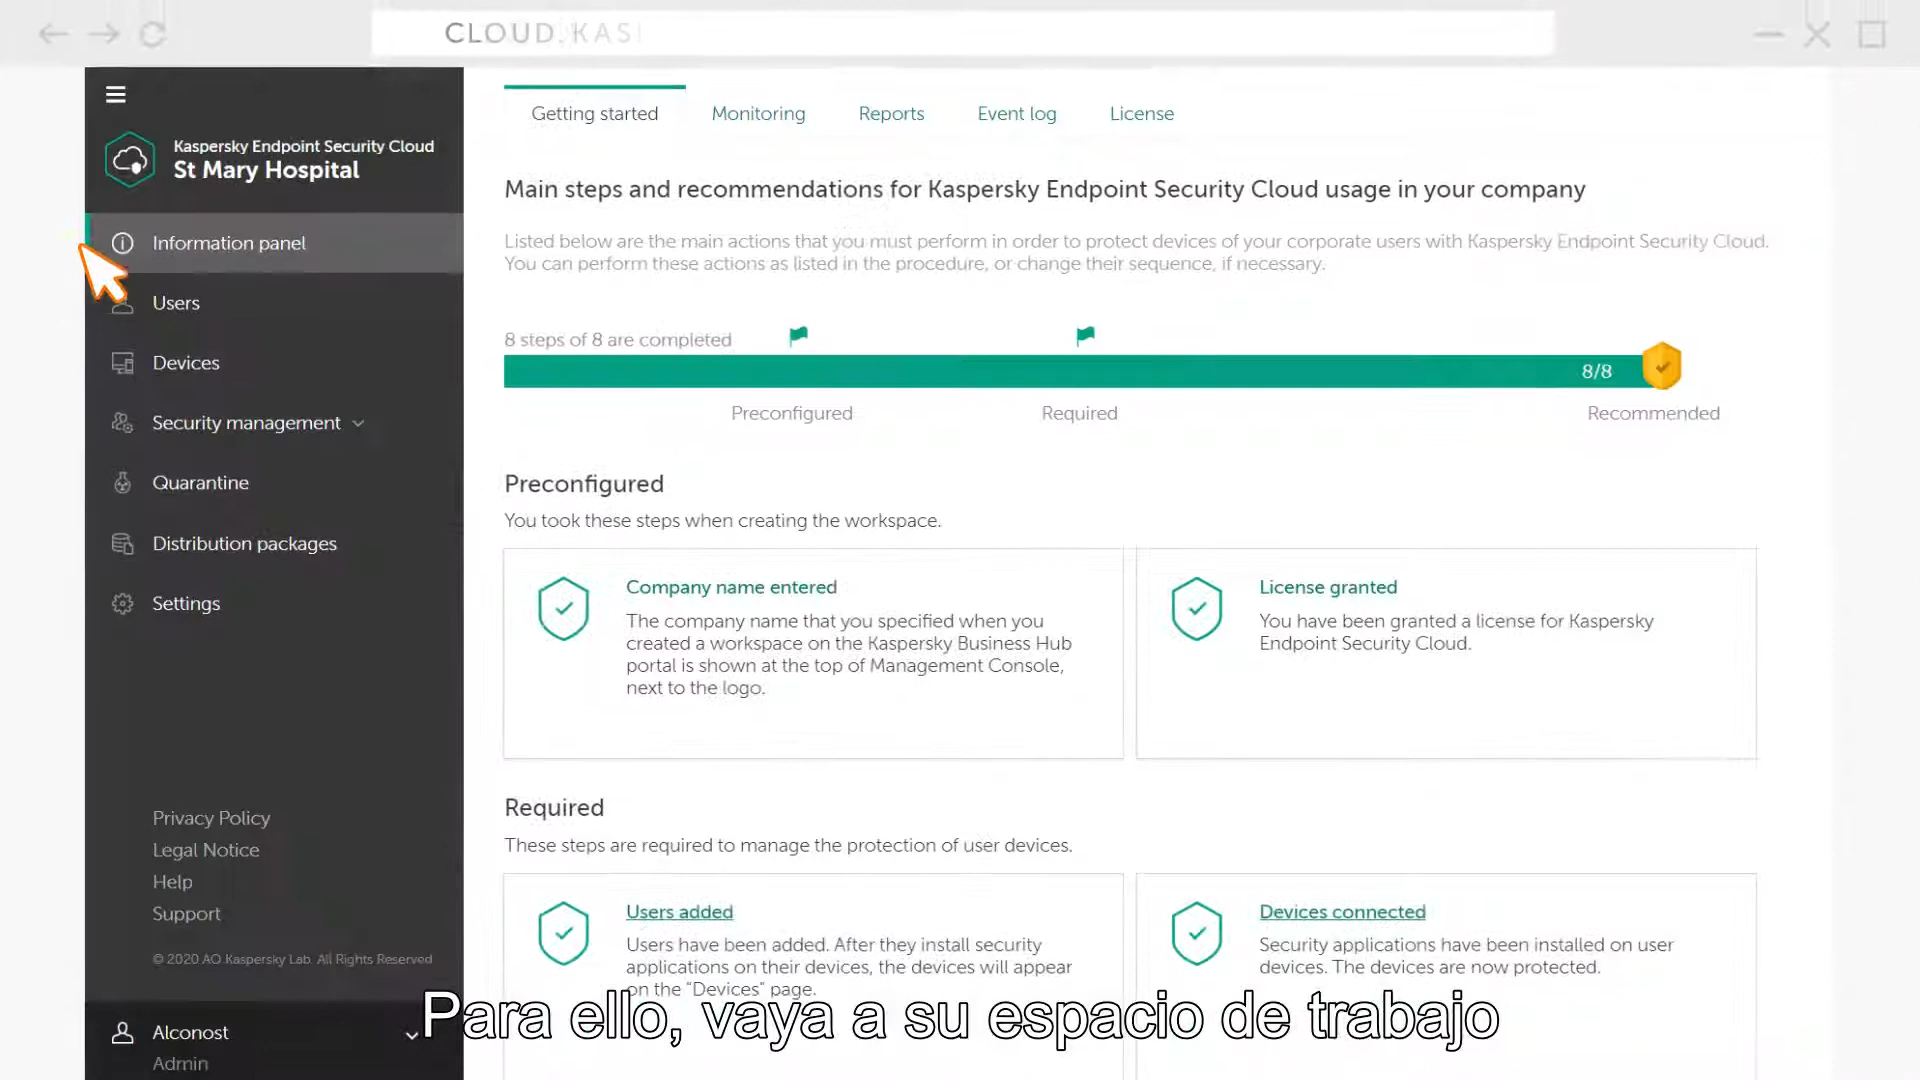 CLOUD.KAS
Kaspersky Endpoint Security Cloud
St Mary Hospital
Information panel
Users
Devices
Security management
Quarantine
Distribution packages
Settings
Privacy Policy
Legal Notice
Help
Support
© 2020 AO Kaspersky Lab. All Rights Reserved
Alconost
Admin
Getting started
Monitoring
Reports
Event log
License
Main steps and recommendations for Kaspersky Endpoint Security Cloud usage in your company
Listed below are the main actions that you must perform in order to protect devices of your corporate users with Kaspersky Endpoint Security Cloud.
You can perform these actions as listed in the procedure, or change their sequence, if necessary.
8 steps of 8 are completed
8/8
Preconfigured
Required
Recommended
Preconfigured
You took these steps when creating the workspace.
Company name entered
The company name that you specified when you
created a workspace on the Kaspersky Business Hub
portal is shown at the top of Management Console,
next to the logo.
License granted
You have been granted a license for Kaspersky
Endpoint Security Cloud.
Required
These steps are required to manage the protection of user devices.
Users added
Users have been added. After they install security
applications on their devices, the devices will appear
on the "Devices" page.
Devices connected
Security applications have been installed on user
devices. The devices are now protected.
Para ello, vaya a su espacio de trabajo